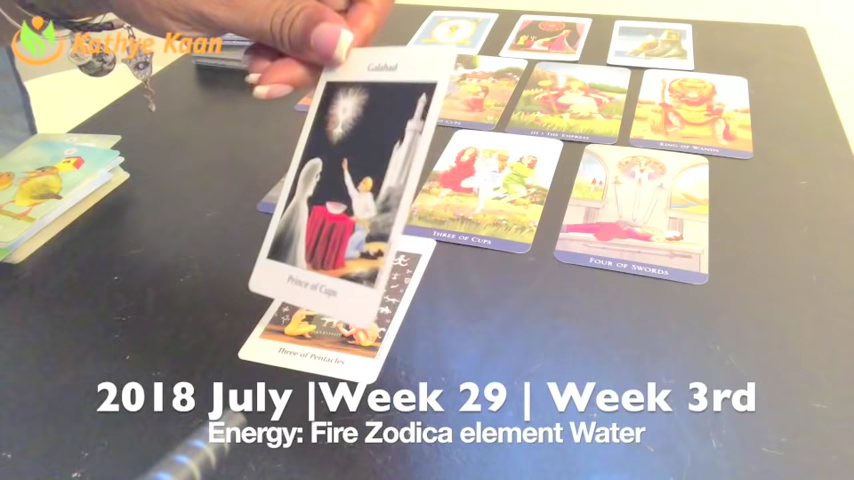 Kathye Kaan
Galahad
III • THE EMPRESS
KING OF WANDS
THREE OF CUPS
FOUR OF SWORDS
Prince of Cups
Three of Pentacles
2018 July |Week 29 | Week 3rd
Energy: Fire Zodica element Water